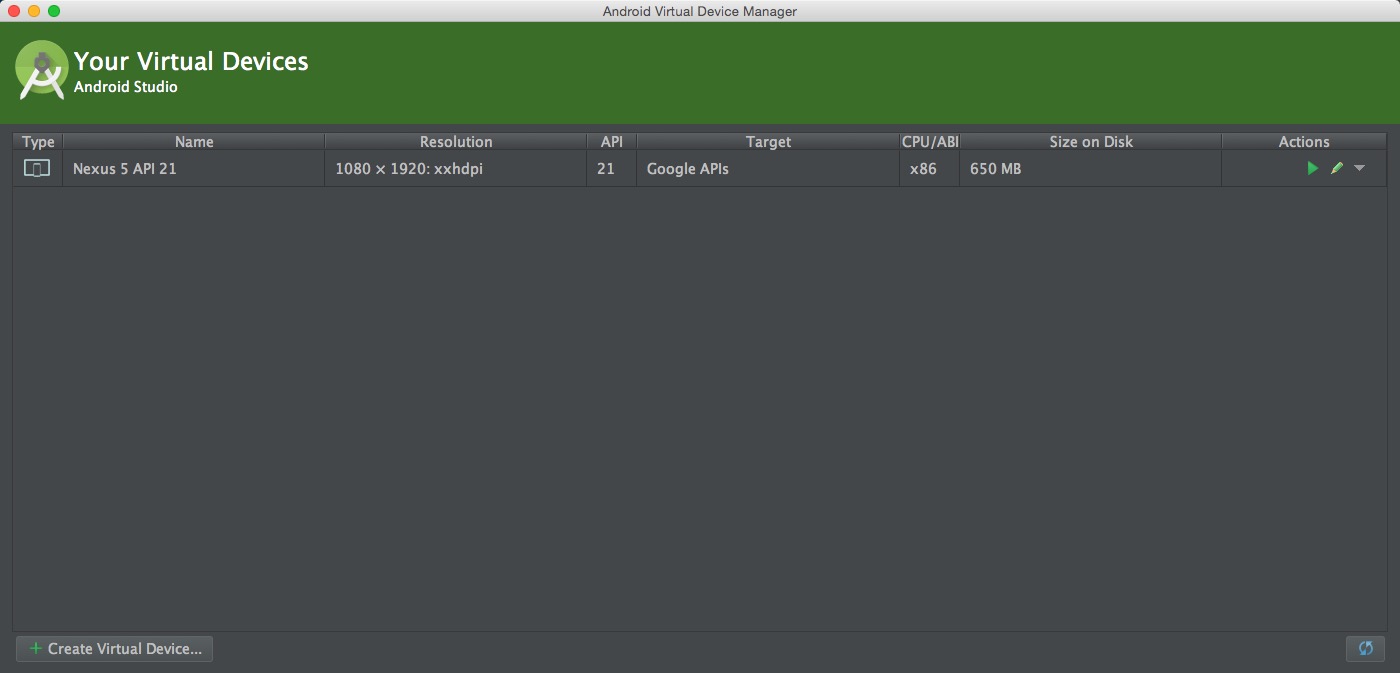 Android Virtual Device Manager
Your Virtual Devices
Android Studio
Type Name Resolution API Target CPU/ABI Size on Disk Actions
Nexus 5 API 21 1080 × 1920: xxhdpi 21 Google APIs x86 650 MB
Create Virtual Device...